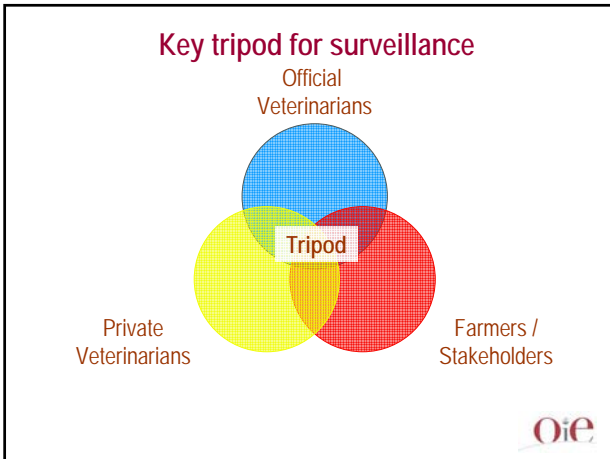 Key tripod for surveillance
Official
Veterinarians
Tripod
Private
Veterinarians
Farmers /
Stakeholders
Oie